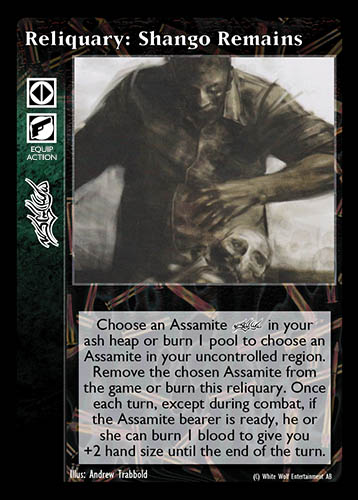 Reliquary: Shango Remains
EQUIP
ACTION
Choose an Assamite in your
ash heap or burn 1 pool to choose an
Assamite in your uncontrolled region.
Remove the chosen Assamite from
the game or burn this reliquary. Once
each turn, except during combat, if
the Assamite bearer is ready, he or
she can burn 1 blood to give you
+2 hand size until the end of the turn.
Illus: Andrew Trabbold
(C) White Wolf Entertainment AB